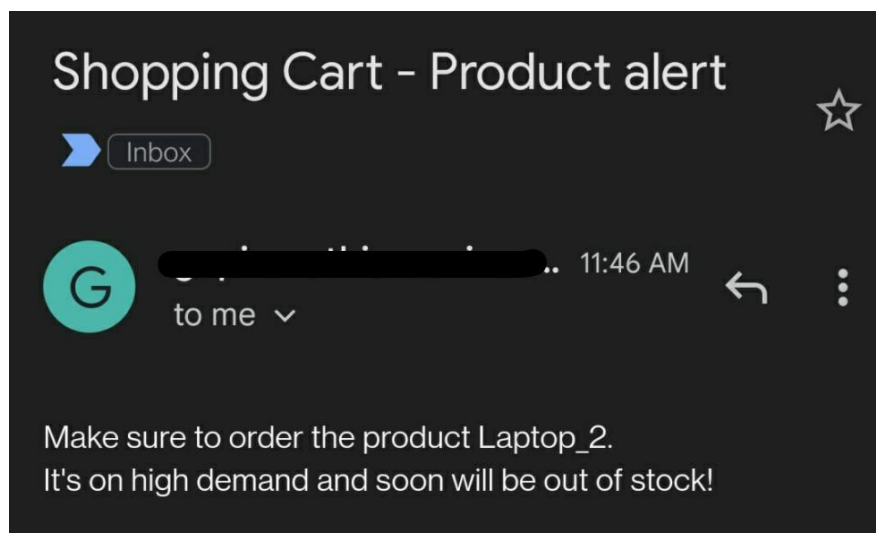 Shopping Cart - Product alert
Inbox
G
11:46 AM
to me
Make sure to order the product Laptop_2.
It's on high demand and soon will be out of stock!